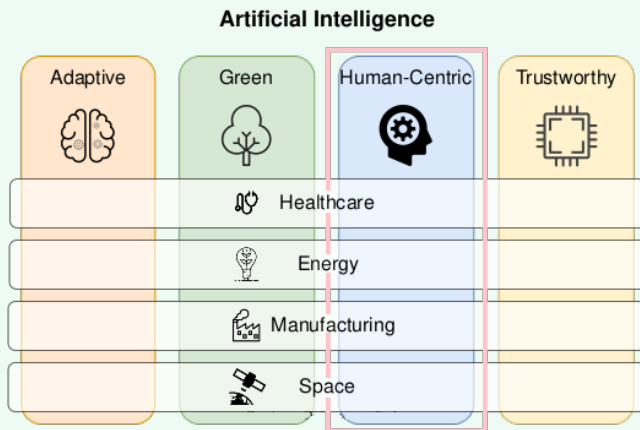 Artificial Intelligence
Adaptive
Green
Human-Centric
Trustworthy
Healthcare
Energy
Manufacturing
Space